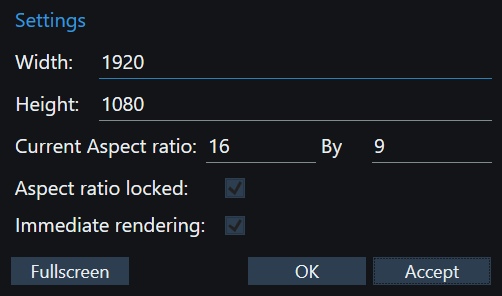 Settings
Width: 1920
Height: 1080
Current Aspect ratio: 16 By 9
Aspect ratio locked:
Immediate rendering:
Fullscreen OK Accept